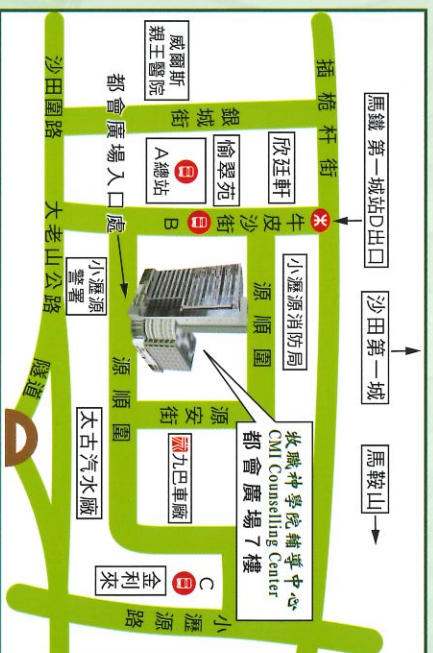 馬鐵 第一城站D出口
沙田第一城
馬鞍山
插桅杆街
威爾斯
親王醫院
銀城街
愉翠苑
A總站
欣廷軒
牛皮沙街
B
小瀝源消防局
源順圍
牧職神學院輔導中心
CMI Counselling Center
都會廣場7樓
都會廣場入口處
小瀝源
警署
源順圍
源安街
九巴車廠
太古汽水廠
沙田圍路
大老山公路
隧道
C
金利來
小瀝源路